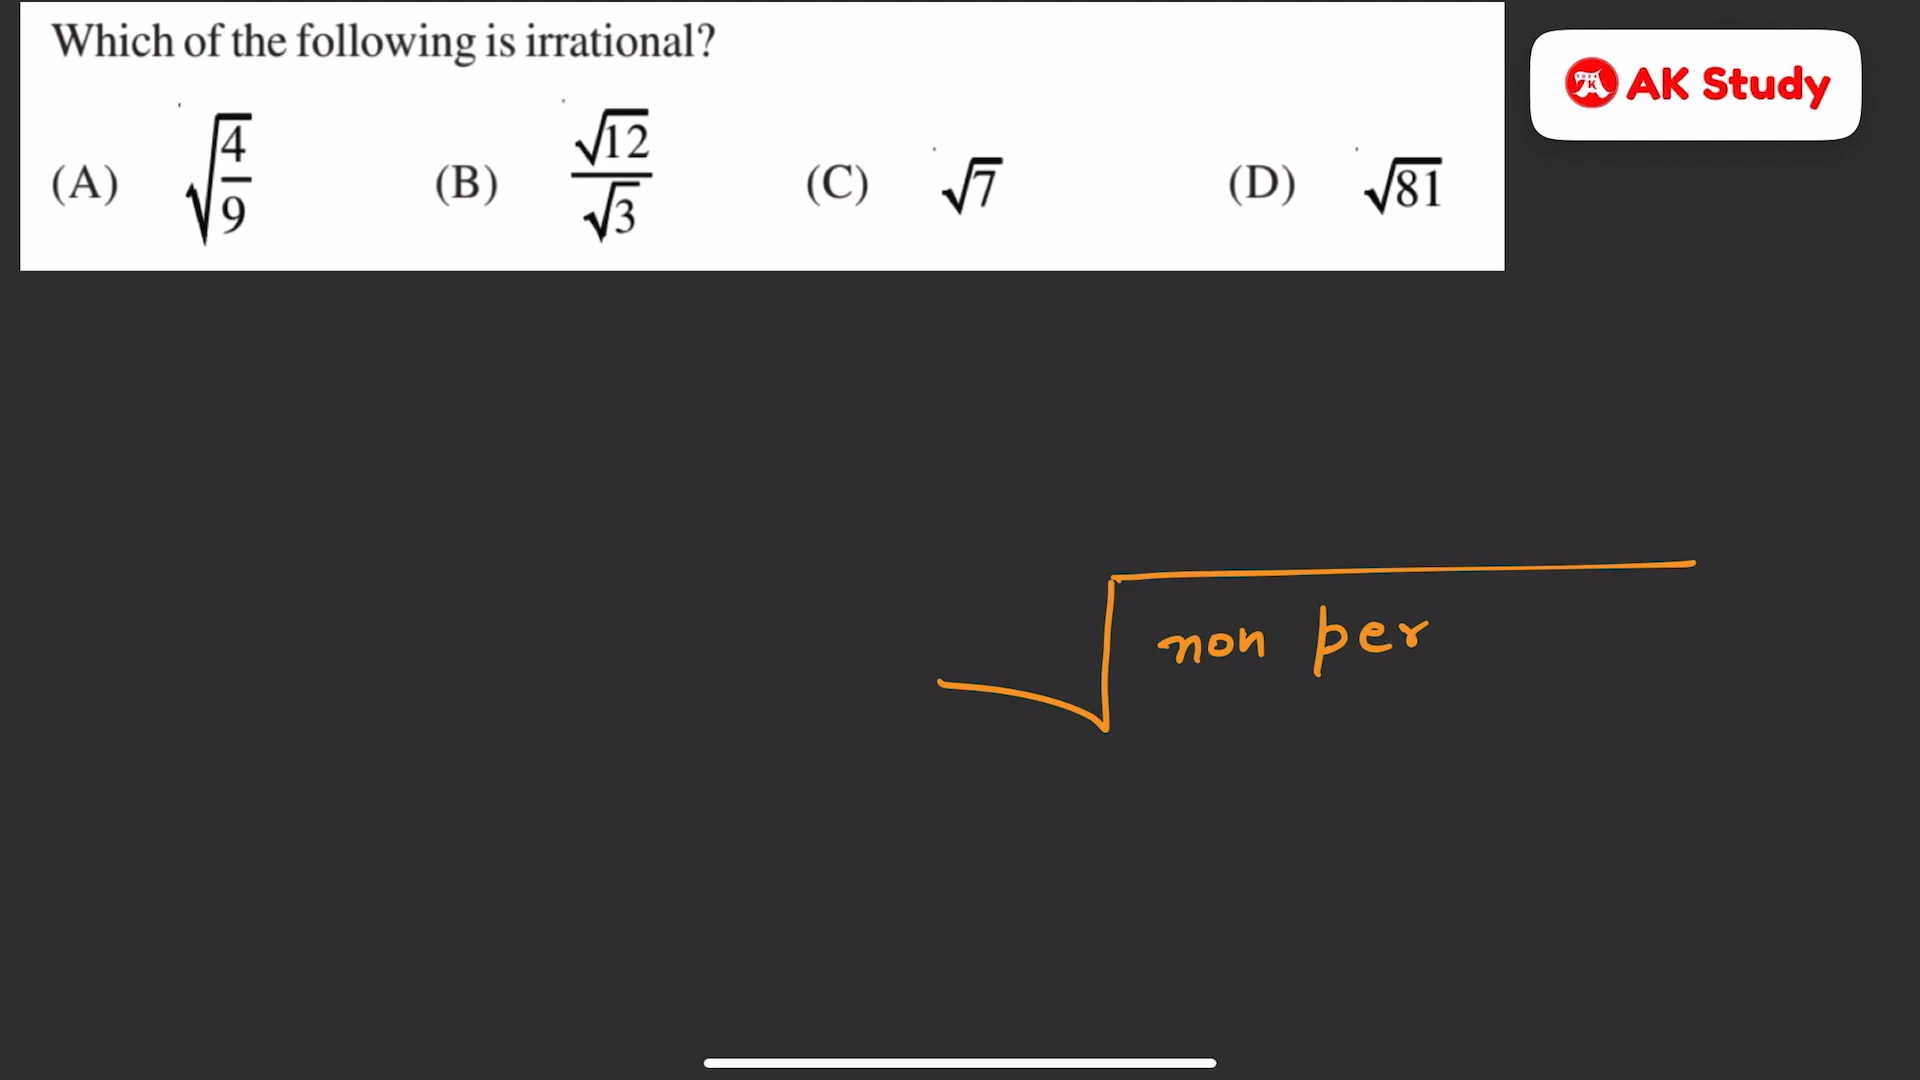 Which of the following is irrational?
AK Study
(A) √(4/9) (B) √12/√3 (C) √7 (D) √81
√non per